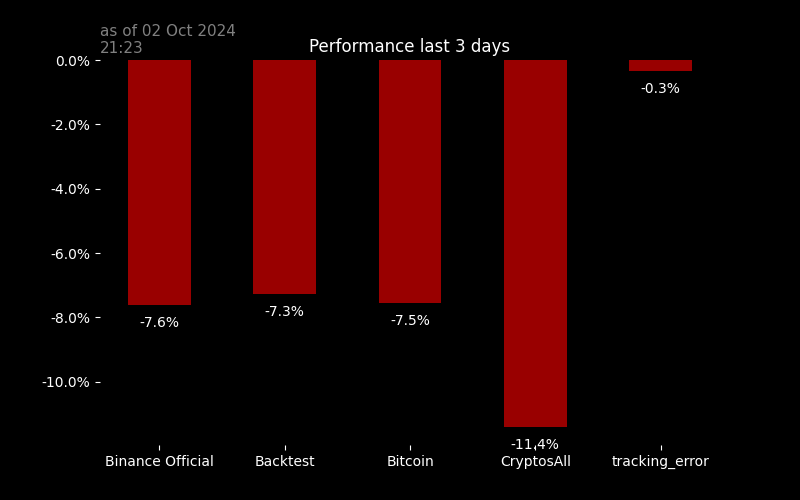 as of 02 Oct 2024
21:23
Performance last 3 days
0.0%
-2.0%
-4.0%
-6.0%
-8.0%
-10.0%
-7.6%
-7.3%
-7.5%
-11.4%
-0.3%
Binance Official
Backtest
Bitcoin
CryptosAll
tracking_error